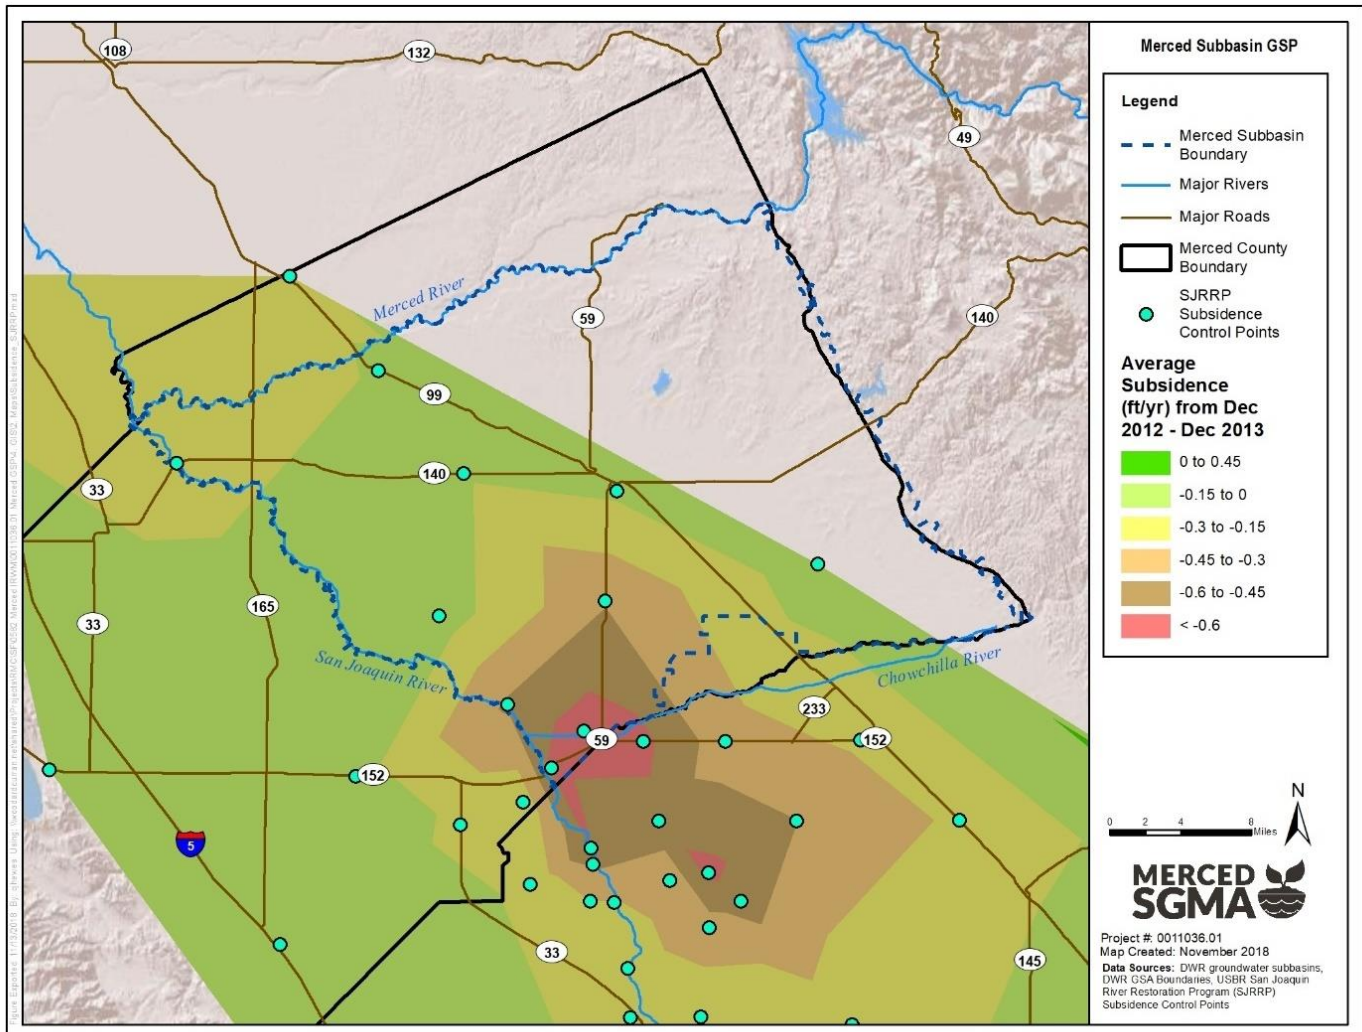 Merced Subbasin GSP
Legend
Merced Subbasin
Boundary
Major Rivers
Major Roads
Merced County
Boundary
SJRRP
Subsidence
Control Points
Average
Subsidence
(ft/yr) from Dec
2012 - Dec 2013
0 to 0.45
-0.15 to 0
-0.3 to -0.15
-0.45 to -0.3
-0.6 to -0.45
< -0.6
N
0 2 4 8
Miles
MERCED
SGMA
Project #: 0011036.01
Map Created: November 2018
Data Sources: DWR groundwater subbasins,
DWR GSA Boundaries, USBR San Joaquin
River Restoration Program (SJRRP)
Subsidence Control Points
108
132
49
Merced River
59
140
99
33
140
165
33
San Joaquin River
Chowchilla River
233
59
152
152
5
33
145